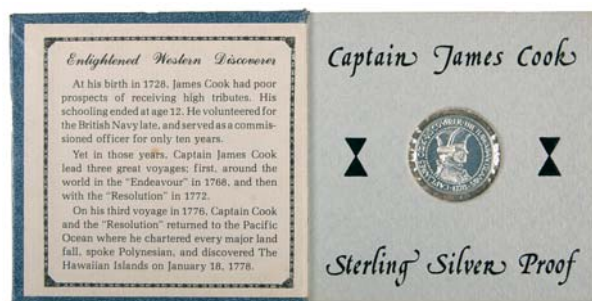 Enlightened Western Discoverer
At his birth in 1728, James Cook had poor
prospects of receiving high tributes. His
schooling ended at age 12. He volunteered for
the British Navy late, and served as a commis-
sioned officer for only ten years.
Yet in those years, Captain James Cook
lead three great voyages; first, around the
world in the "Endeavour" in 1768, and then
with the "Resolution" in 1772.
On his third voyage in 1776, Captain Cook
and the "Resolution" returned to the Pacific
Ocean where he chartered every major land
fall, spoke Polynesian, and discovered The
Hawaiian Islands on January 18, 1778.
Captain James Cook
Sterling Silver Proof